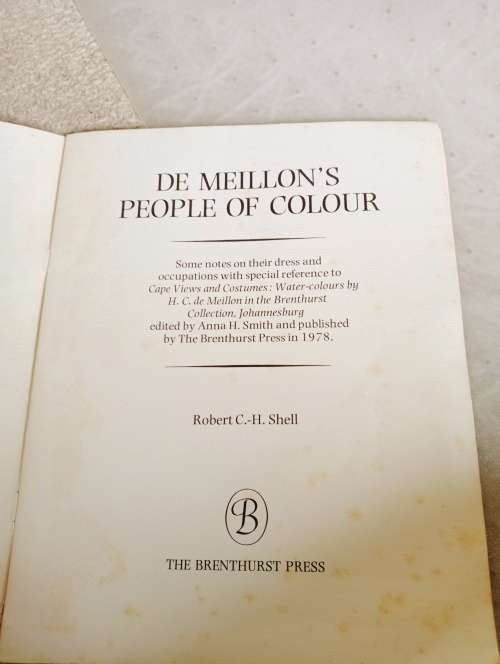 DE MEILLON'S
PEOPLE OF COLOUR
Some notes on their dress and
occupations with special reference to
Cape Views and Costumes: Water-colours by
H. C. de Meillon in the Brenthurst
Collection, Johannesburg
edited by Anna H. Smith and published
by The Brenthurst Press in 1978.
Robert C.-H. Shell
B
THE BRENTHURST PRESS